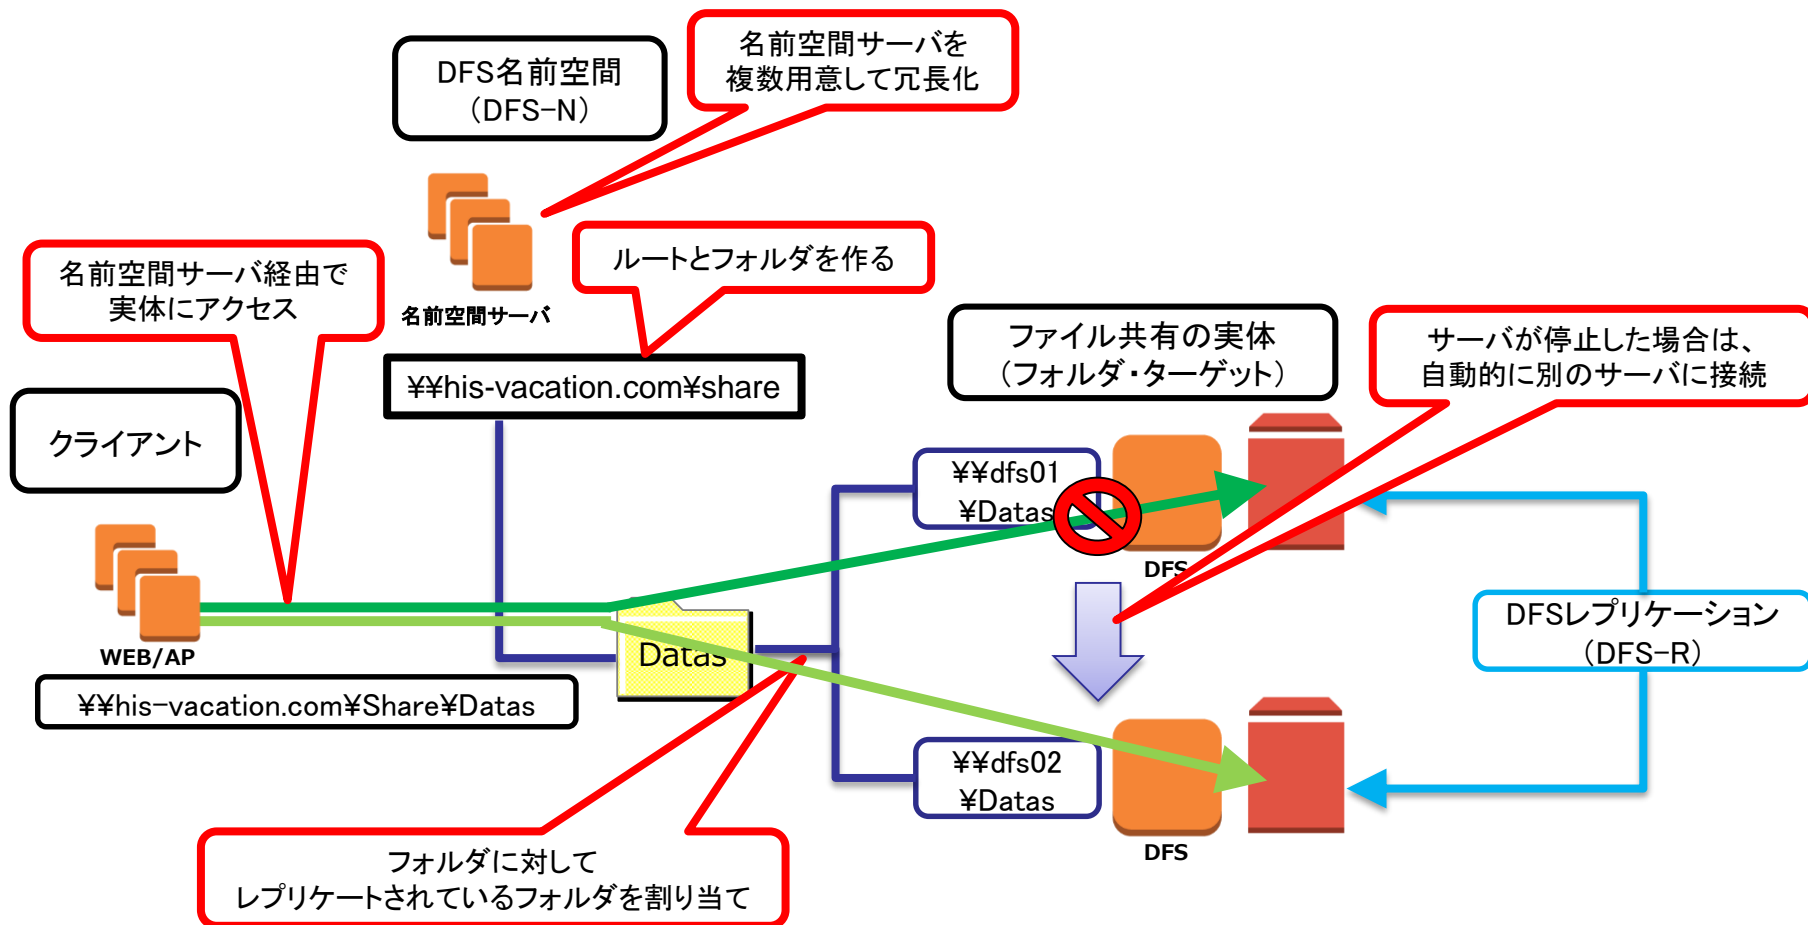 DFS名前空間
(DFS-N)
名前空間サーバを
複数用意して冗長化
名前空間サーバ
ルートとフォルダを作る
名前空間サーバ経由で
実体にアクセス
クライアント
¥¥his-vacation.com¥share
ファイル共有の実体
(フォルダ・ターゲット)
サーバが停止した場合は、
自動的に別のサーバに接続
¥¥dfs01
¥Datas
DFS
WEB/AP
¥¥his-vacation.com¥Share¥Datas
Datas
DFSレプリケーション
(DFS-R)
¥¥dfs02
¥Datas
DFS
フォルダに対して
レプリケートされているフォルダを割り当て